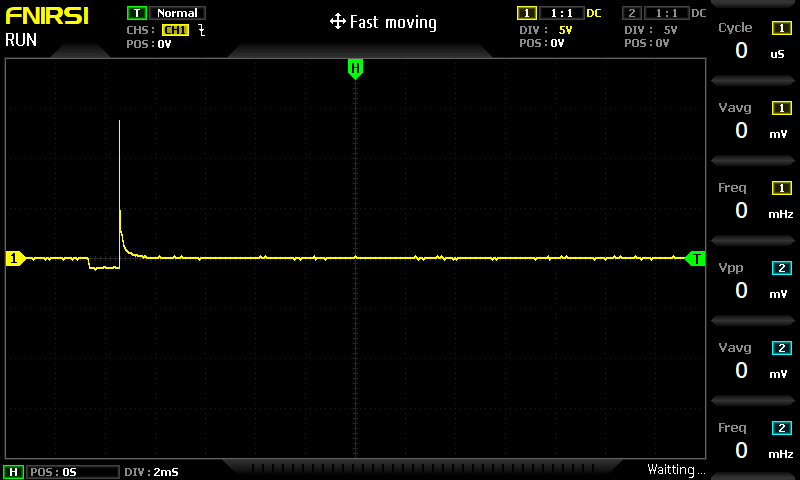 FNIRSI
RUN
T Normal
CHS: CH1
POS: 0V
Fast moving
1 1:1 DC
DIV: 5V
POS: 0V
2 1:1 DC
DIV: 5V
POS: 0V
H
1
T
Cycle 1
0 uS
Vavg 1
0 mV
Freq 1
0 mHz
Vpp 2
0 mV
Vavg 2
0 mV
Freq 2
0 mHz
H POS: 0S DIV: 2mS
Waitting...